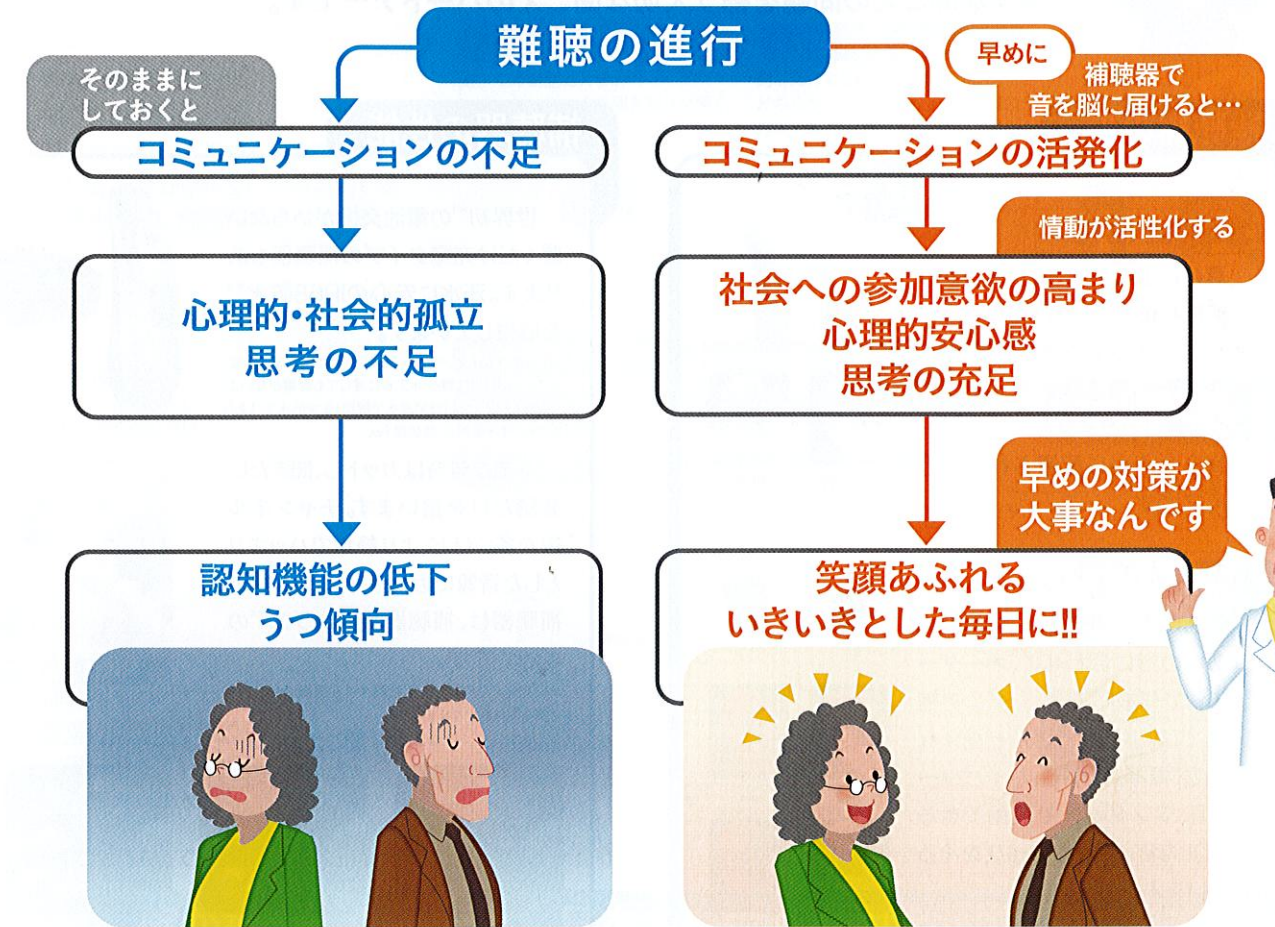 難聴の進行
そのままに
しておくと
コミュニケーションの不足
心理的・社会的孤立
思考の不足
認知機能の低下
うつ傾向
早めに
補聴器で
音を脳に届けると…
コミュニケーションの活発化
情動が活性化する
社会への参加意欲の高まり
心理的安心感
思考の充足
早めの対策が
大事なんです
笑顔あふれる
いきいきとした毎日に!!